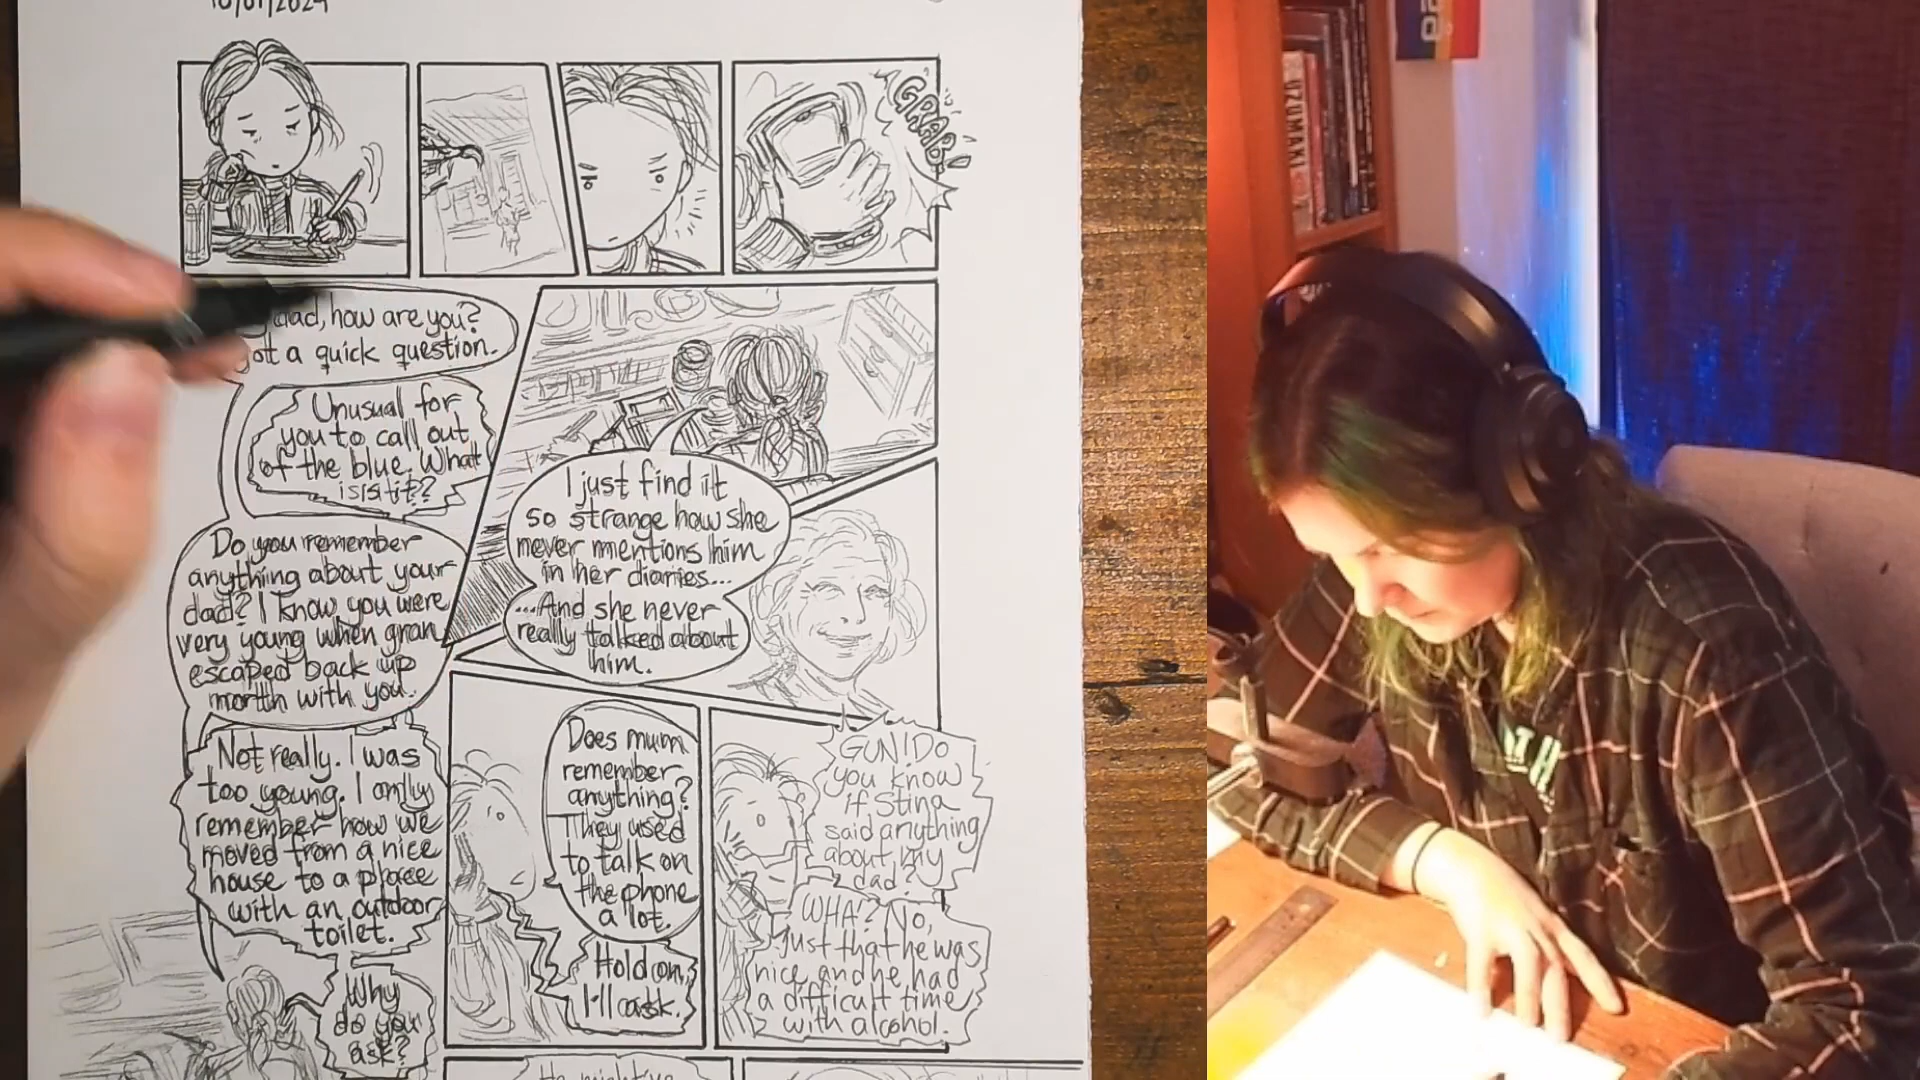 10/01/2024
GRAB!
dad, how are you?
a quick question.
Unusual for
you to call out
of the blue. What
is it?
Do you remember
anything about your
dad? I know you were
very young when gran
escaped back up
north with you.
I just find it
so strange how she
never mentions him
in her diaries...
...And she never
really talked about
him.
Not really. I was
too young. I only
remember how we
moved from a nice
house to a place
with an outdoor
toilet.
Why
do you
ask?
Does mum
remember
anything?
They used
to talk on
the phone
a lot.
Hold on,
I'll ask.
GUN! Do
you know
if Stina
said anything
about my
dad?
WHA? No,
just that he was
nice, and he had
a difficult time
with alcohol.
UZUMAKI